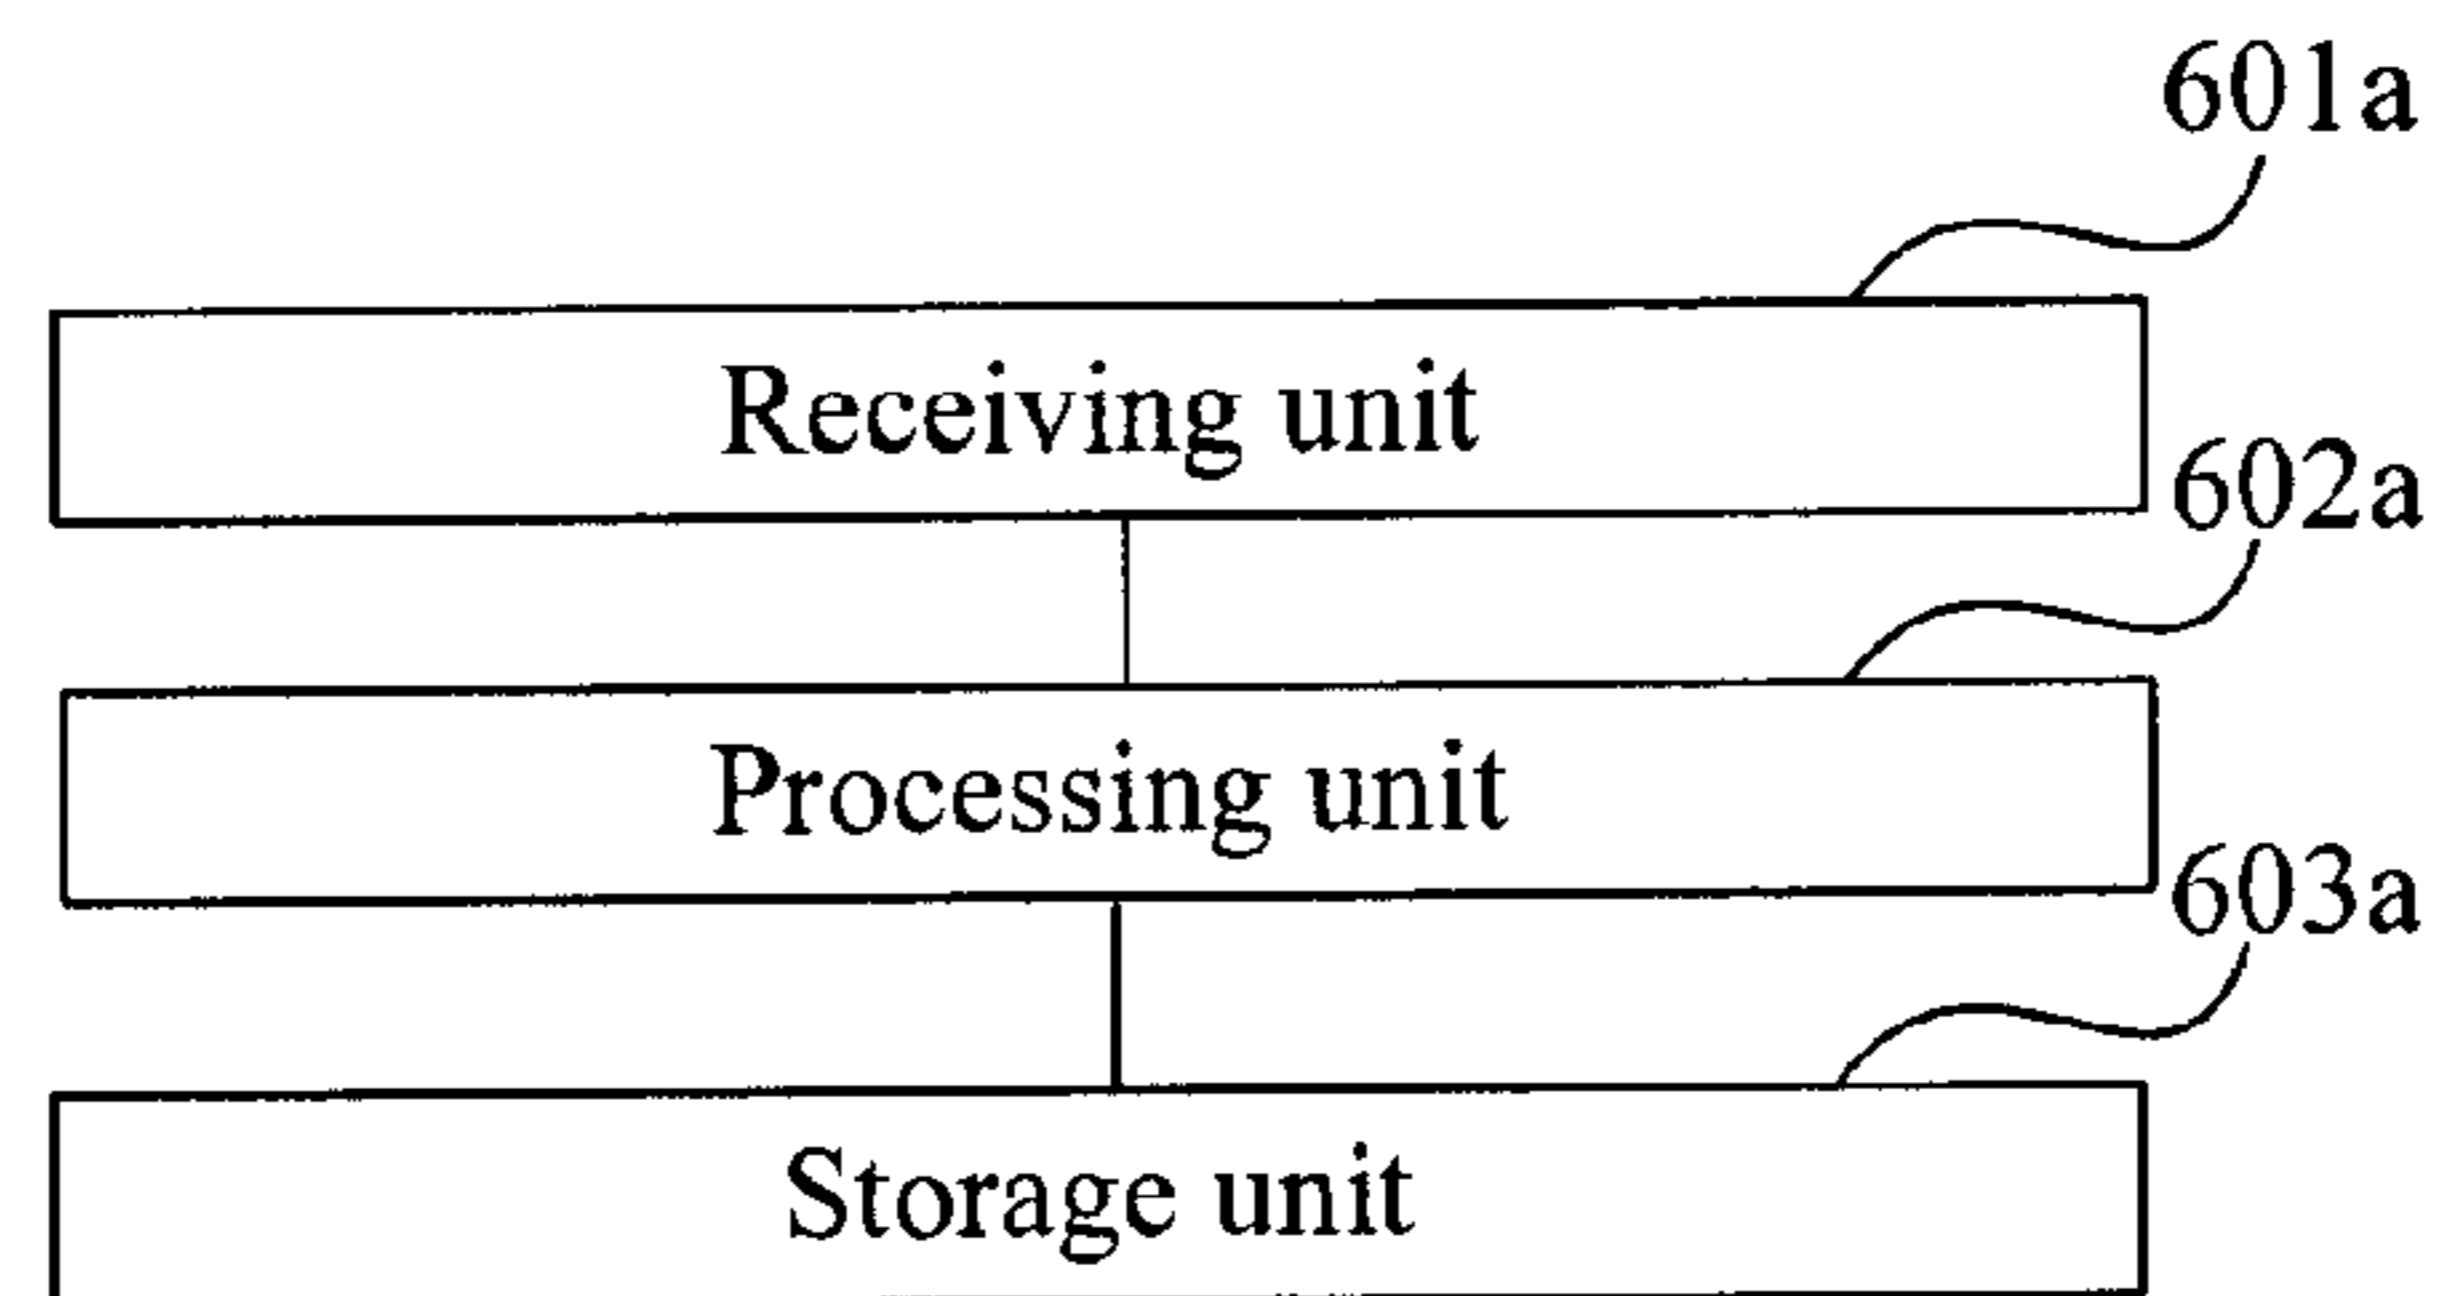 601a
Receiving unit
602a
Processing unit
603a
Storage unit